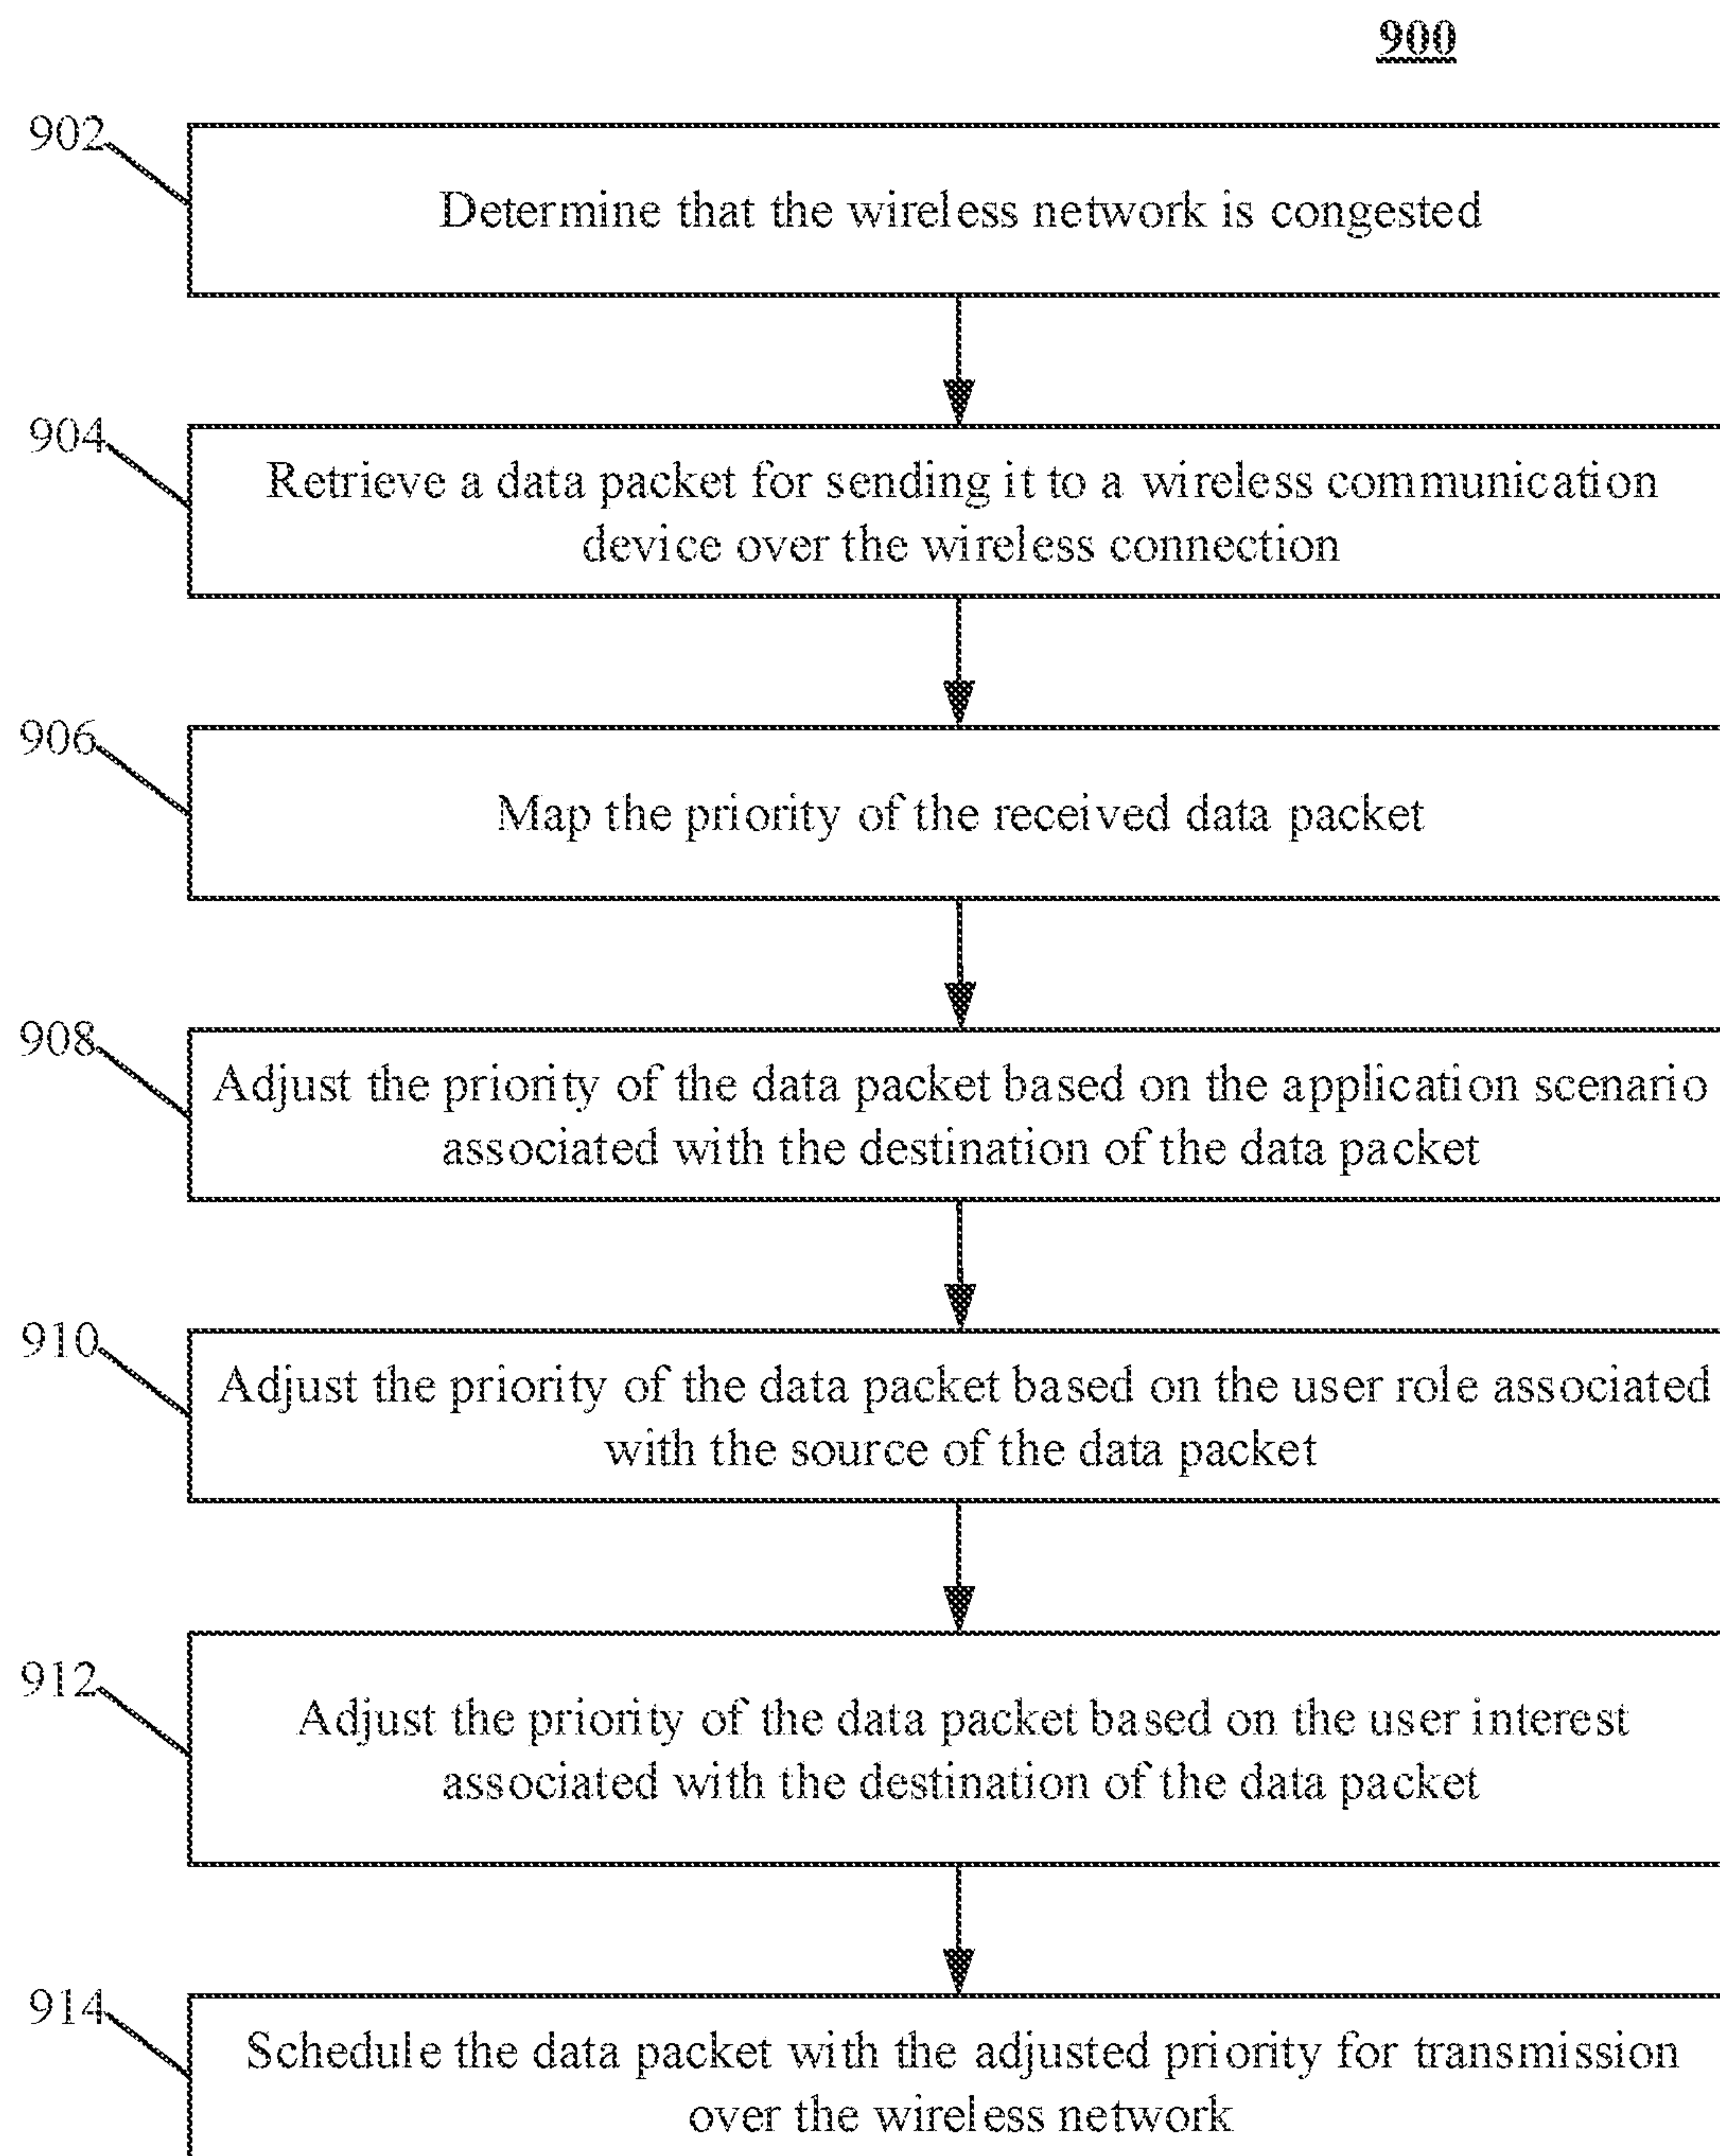 900
902
Determine that the wireless network is congested
904
Retrieve a data packet for sending it to a wireless communication
device over the wireless connection
906
Map the priority of the received data packet
908
Adjust the priority of the data packet based on the application scenario
associated with the destination of the data packet
910
Adjust the priority of the data packet based on the user role associated
with the source of the data packet
912
Adjust the priority of the data packet based on the user interest
associated with the destination of the data packet
914
Schedule the data packet with the adjusted priority for transmission
over the wireless network